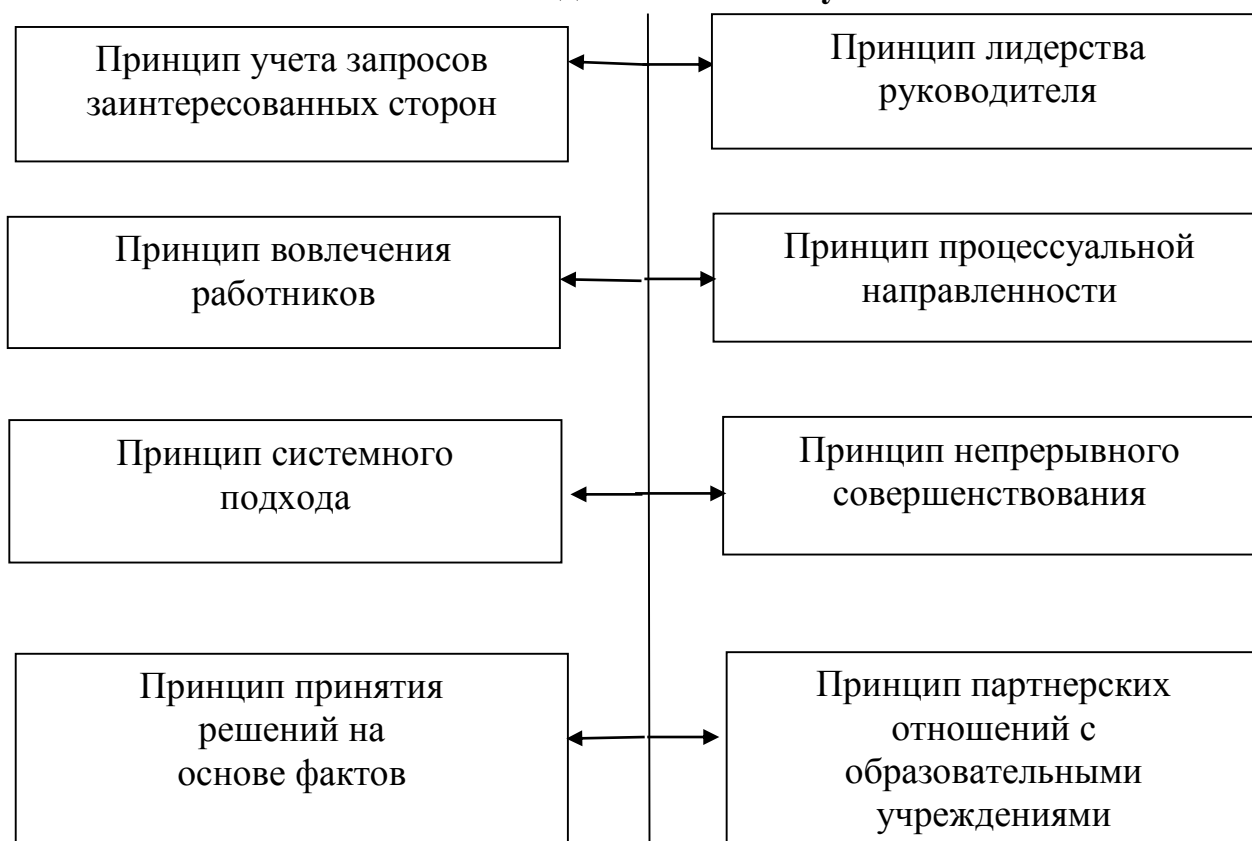 Принцип учета запросов
заинтересованных сторон
Принцип лидерства
руководителя
Принцип вовлечения
работников
Принцип процессуальной
направленности
Принцип системного
подхода
Принцип непрерывного
совершенствования
Принцип принятия
решений на
основе фактов
Принцип партнерских
отношений с
образовательными
учреждениями